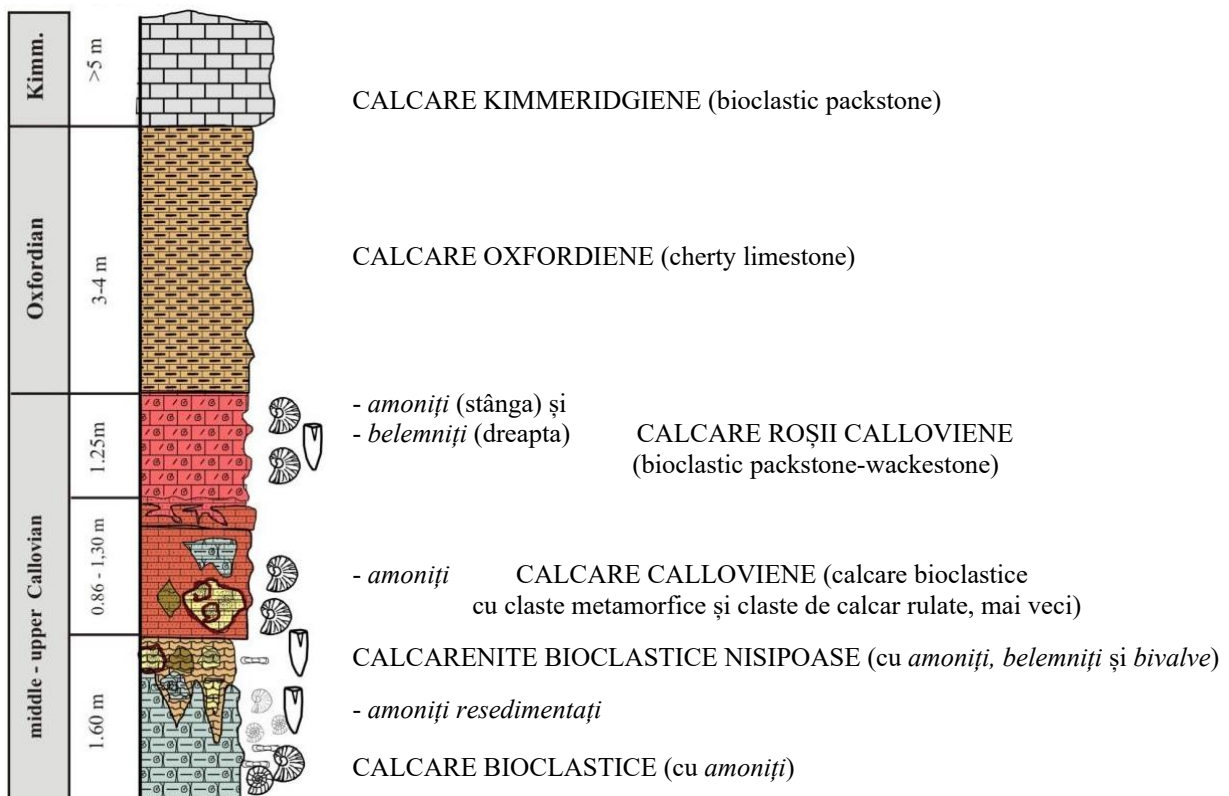 Kimm.
>5 m
CALCARE KIMMERIDGIENE (bioclastic packstone)
Oxfordian
3-4 m
CALCARE OXFORDIENE (cherty limestone)
middle - upper Callovian
1.25m
- amoniți (stânga) și
- belemniți (dreapta) CALCARE ROȘII CALLOVIENE
(bioclastic packstone-wackestone)
0.86 - 1,30 m
- amoniți CALCARE CALLOVIENE (calcare bioclastice
cu claste metamorfice și claste de calcar rulate, mai veci)
1.60 m
CALCARENITE BIOCLASTICE NISIPOASE (cu amoniți, belemniți și bivalve)
- amoniți resedimentați
CALCARE BIOCLASTICE (cu amoniți)